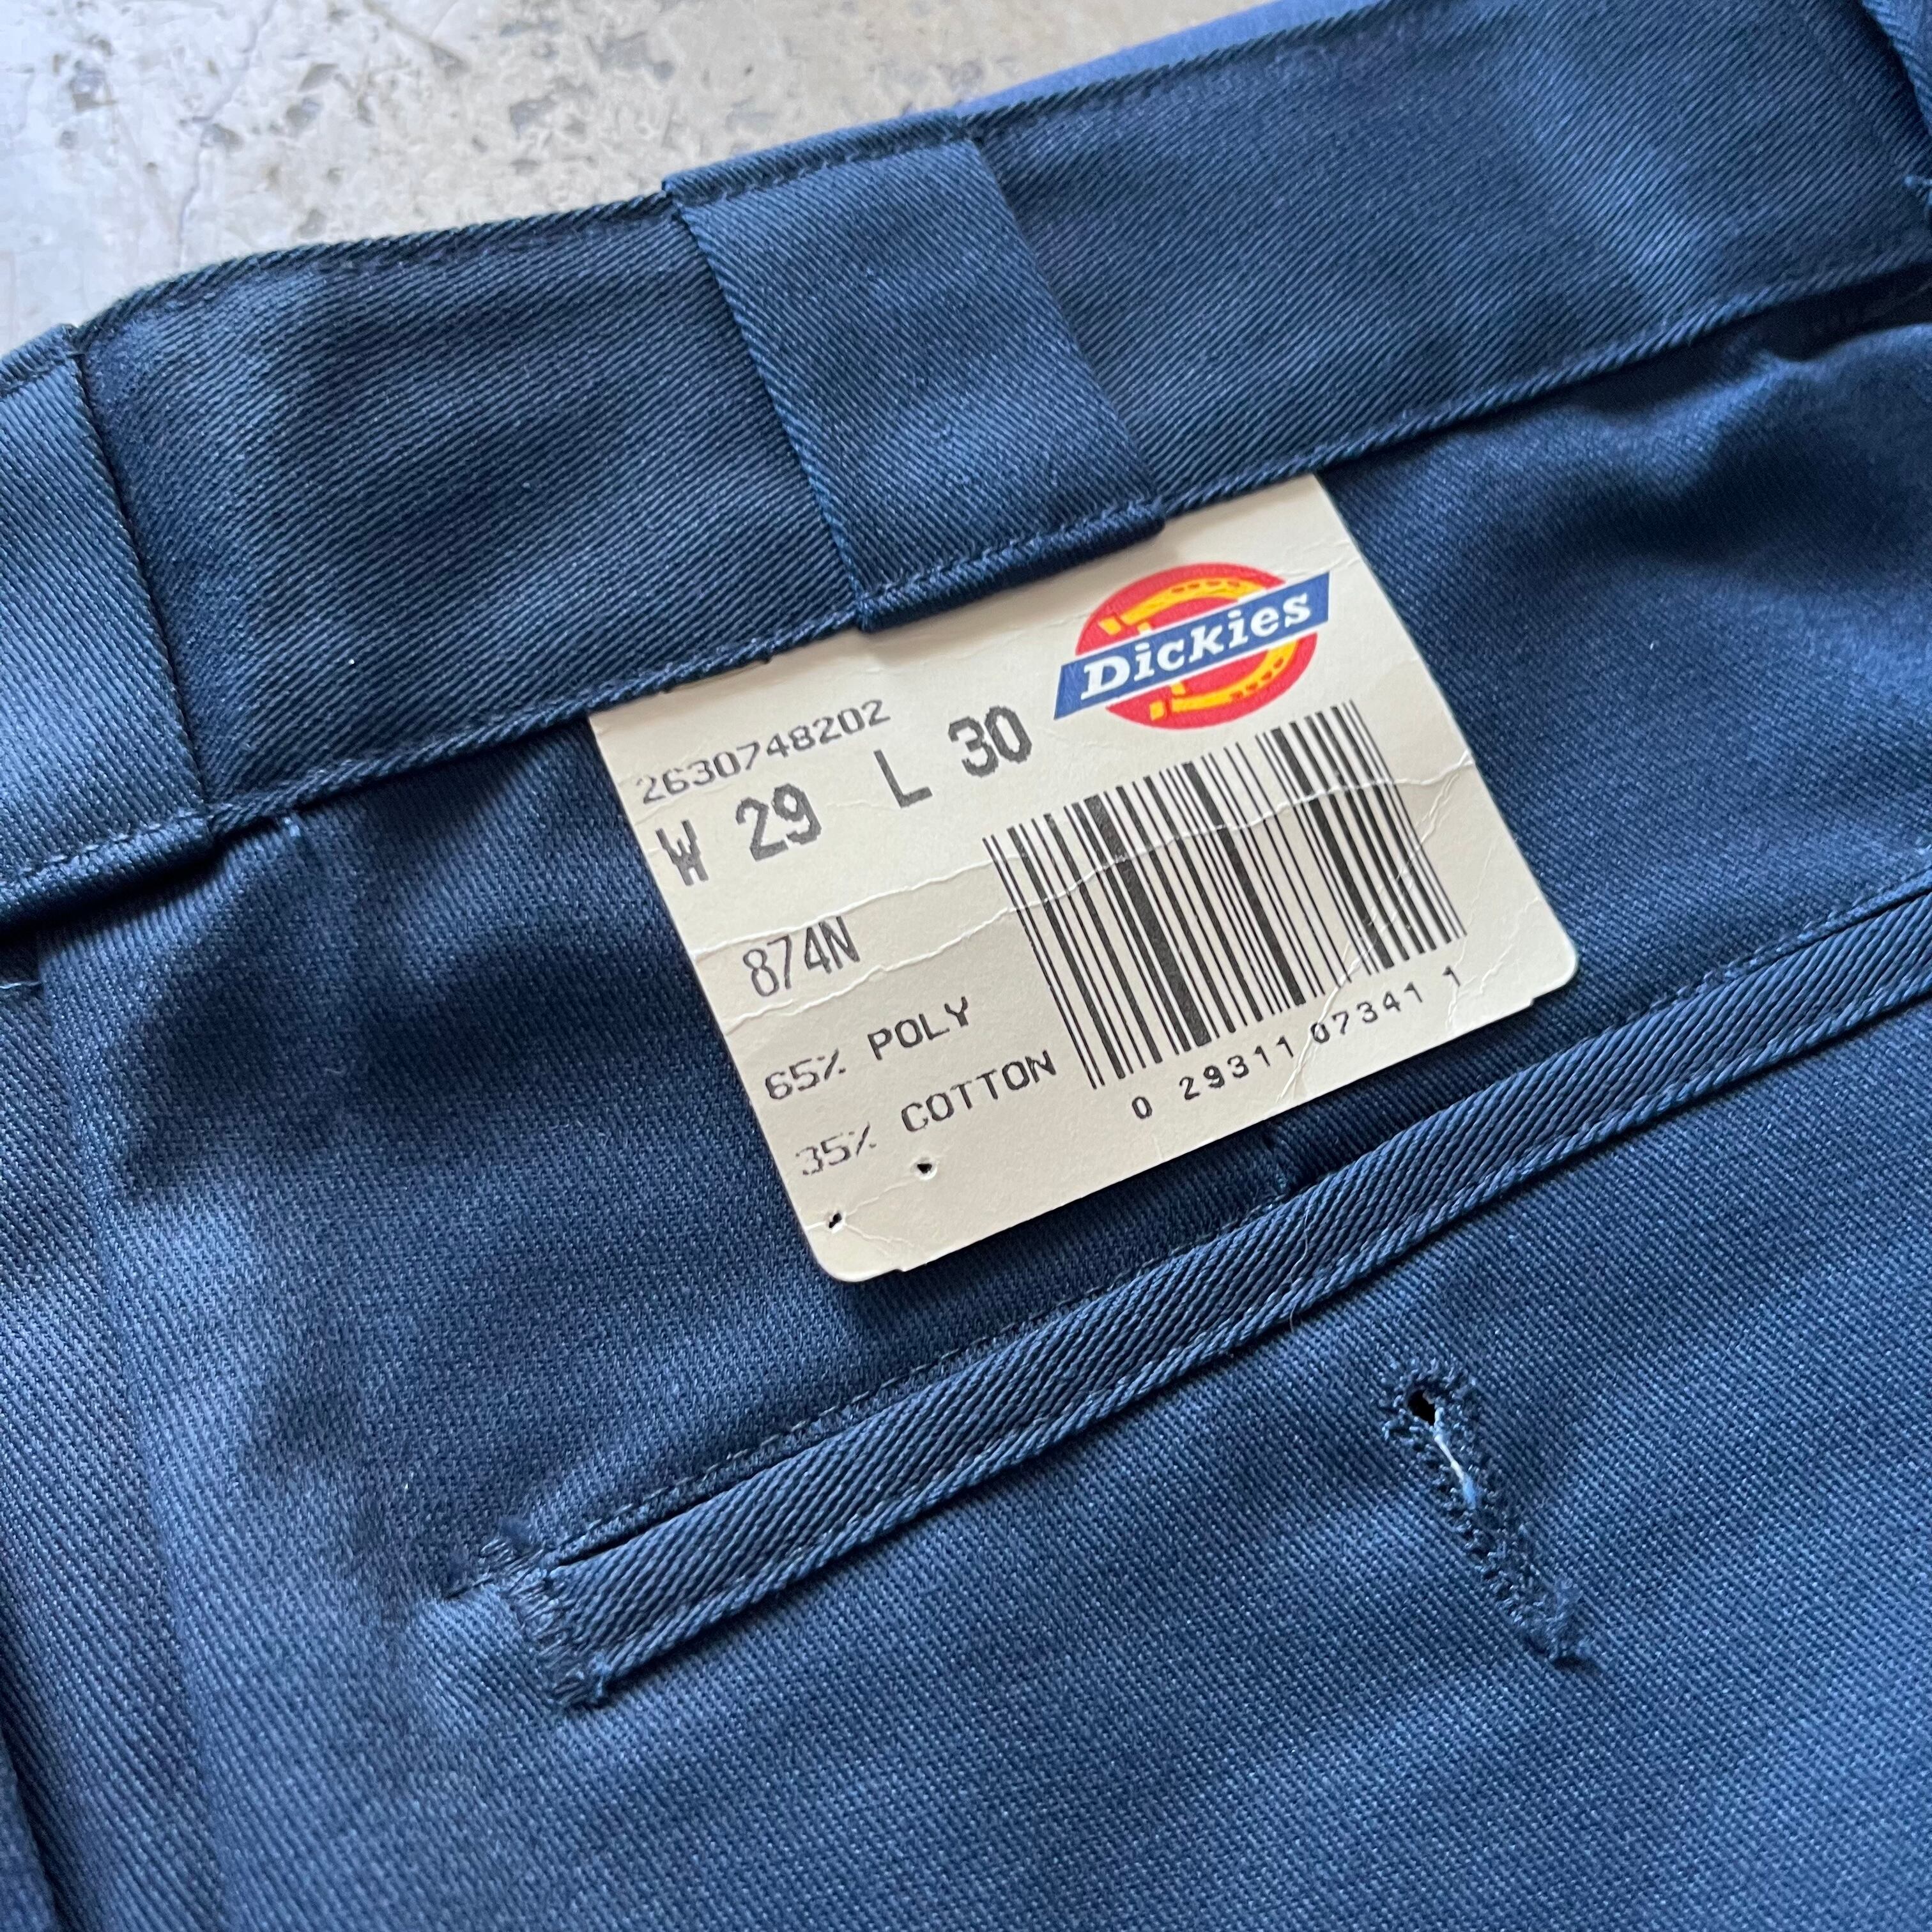 Dickies
2630748202
W 29 L 30
874N
65% POLY
35% COTTON
0 29311 07341 1